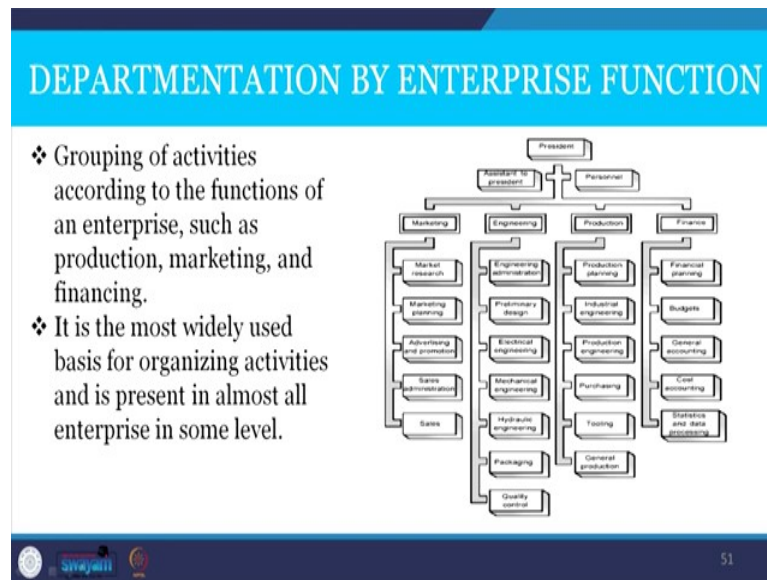 DEPARTMENTATION BY ENTERPRISE FUNCTION
❖ Grouping of activities
according to the functions of
an enterprise, such as
production, marketing, and
financing.
❖ It is the most widely used
basis for organizing activities
and is present in almost all
enterprise in some level.
President
Assistant to
president
Personnel
Marketing
Engineering
Production
Finance
Market
research
Engineering
administration
Production
planning
Financial
planning
Marketing
planning
Preliminary
design
Industrial
engineering
Budgets
Advertising
and promotion
Electrical
engineering
Production
engineering
General
accounting
Sales
administration
Mechanical
engineering
Purchasing
Cost
accounting
Sales
Hydraulic
engineering
Tooling
Statistics
and data
processing
Packaging
General
production
Quality
control
swayam
51